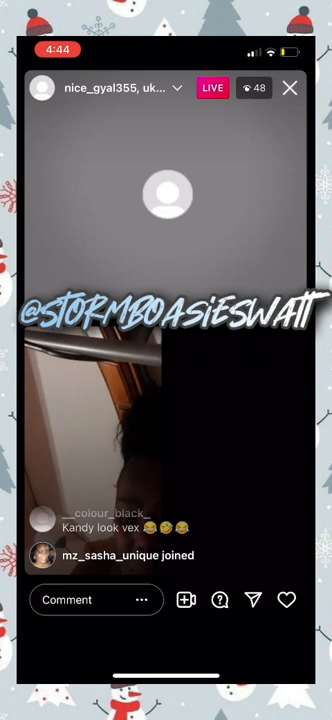 4:44
nice_gyal355, uk...
LIVE
48
@STORMBOASIESWATT
__colour_black_
Kandy look vex 😂🤣😂
mz_sasha_unique joined
Comment